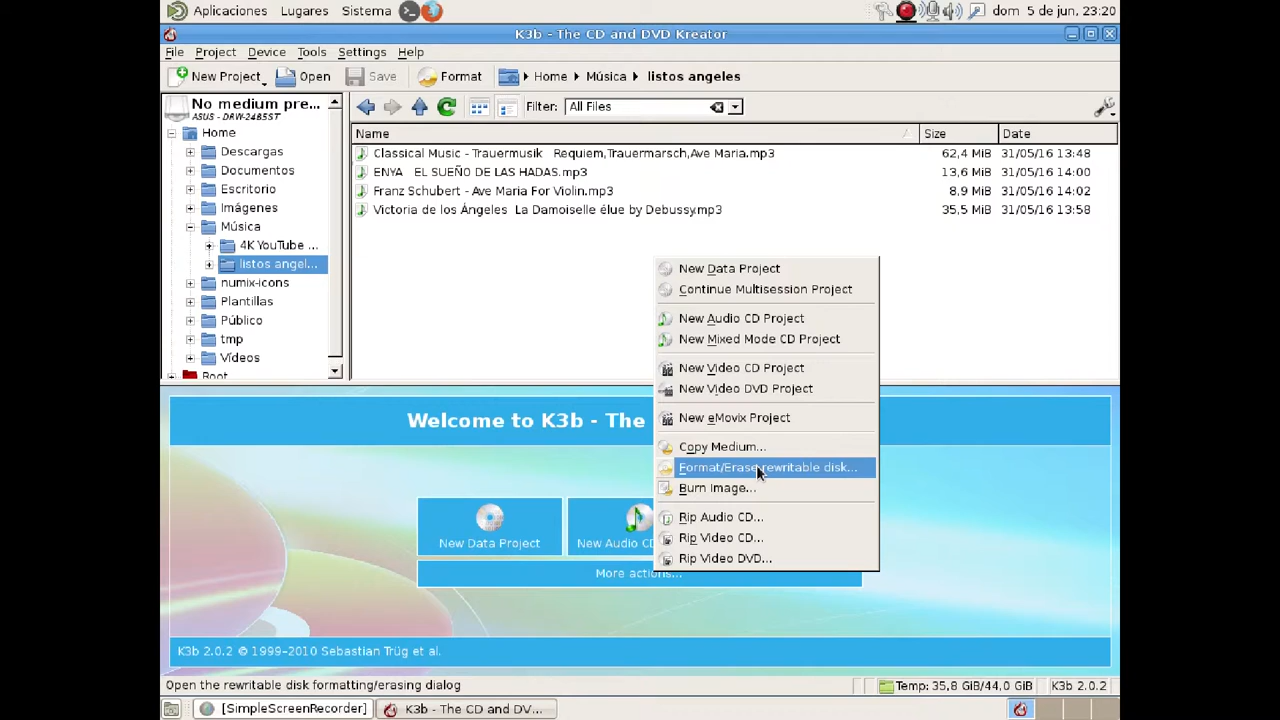 Aplicaciones Lugares Sistema dom 5 de jun, 23:20
K3b - The CD and DVD Kreator
File Project Device Tools Settings Help
New Project Open Save Format Home Música listos angeles
No medium pre...
ASUS - DRW-24B5ST
Filter: All Files
Home
Descargas
Documentos
Escritorio
Imágenes
Música
4K YouTube ...
listos angel...
numix-icons
Plantillas
Público
tmp
Vídeos
Root
Name Size Date
Classical Music - Trauermusik Requiem,Trauermarsch,Ave Maria.mp3 62,4 MiB 31/05/16 13:48
ENYA EL SUEÑO DE LAS HADAS.mp3 13,6 MiB 31/05/16 14:00
Franz Schubert - Ave Maria For Violin.mp3 8,9 MiB 31/05/16 14:02
Victoria de los Ángeles La Damoiselle élue by Debussy.mp3 35,5 MiB 31/05/16 13:58
New Data Project
Continue Multisession Project
New Audio CD Project
New Mixed Mode CD Project
New Video CD Project
New Video DVD Project
New eMovix Project
Copy Medium...
Format/Erase rewritable disk...
Burn Image...
Rip Audio CD...
Rip Video CD...
Rip Video DVD...
Welcome to K3b - The
New Data Project New Audio CD
More actions...
K3b 2.0.2 © 1999–2010 Sebastian Trüg et al.
Open the rewritable disk formatting/erasing dialog Temp: 35,8 GiB/44,0 GiB K3b 2.0.2
[SimpleScreenRecorder] K3b - The CD and DV...